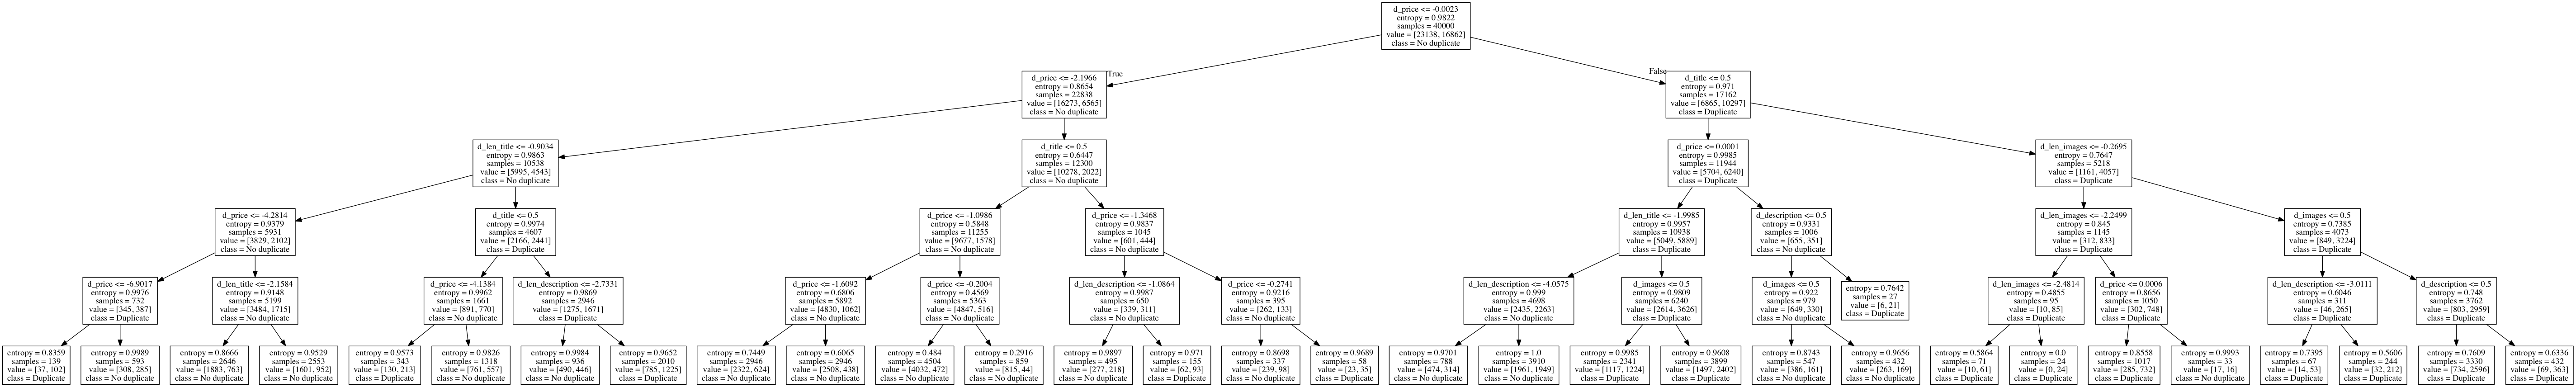 d_price <= -0.0023
entropy = 0.9822
samples = 40000
value = [23138, 16862]
class = No duplicate
True
False
d_price <= -2.1966
entropy = 0.8654
samples = 22838
value = [16273, 6565]
class = No duplicate
d_title <= 0.5
entropy = 0.971
samples = 17162
value = [6865, 10297]
class = Duplicate
d_len_title <= -0.9034
entropy = 0.9863
samples = 10538
value = [5995, 4543]
class = No duplicate
d_title <= 0.5
entropy = 0.6447
samples = 12300
value = [10278, 2022]
class = No duplicate
d_price <= 0.0001
entropy = 0.9985
samples = 11944
value = [5704, 6240]
class = Duplicate
d_len_images <= -0.2695
entropy = 0.7647
samples = 5218
value = [1161, 4057]
class = Duplicate
d_price <= -4.2814
entropy = 0.9379
samples = 5931
value = [3829, 2102]
class = No duplicate
d_title <= 0.5
entropy = 0.9974
samples = 4607
value = [2166, 2441]
class = Duplicate
d_price <= -1.0986
entropy = 0.5848
samples = 11255
value = [9677, 1578]
class = No duplicate
d_price <= -1.3468
entropy = 0.9837
samples = 1045
value = [601, 444]
class = No duplicate
d_len_title <= -1.9985
entropy = 0.9957
samples = 10938
value = [5049, 5889]
class = Duplicate
d_description <= 0.5
entropy = 0.9331
samples = 1006
value = [655, 351]
class = No duplicate
d_len_images <= -2.2499
entropy = 0.845
samples = 1145
value = [312, 833]
class = Duplicate
d_images <= 0.5
entropy = 0.7385
samples = 4073
value = [849, 3224]
class = Duplicate
d_price <= -6.9017
entropy = 0.9976
samples = 732
value = [345, 387]
class = Duplicate
d_len_title <= -2.1584
entropy = 0.9148
samples = 5199
value = [3484, 1715]
class = No duplicate
d_price <= -4.1384
entropy = 0.9962
samples = 1661
value = [891, 770]
class = No duplicate
d_len_description <= -2.7331
entropy = 0.9869
samples = 2946
value = [1275, 1671]
class = Duplicate
d_price <= -1.6092
entropy = 0.6806
samples = 5892
value = [4830, 1062]
class = No duplicate
d_price <= -0.2004
entropy = 0.4569
samples = 5363
value = [4847, 516]
class = No duplicate
d_len_description <= -1.0864
entropy = 0.9987
samples = 650
value = [339, 311]
class = No duplicate
d_price <= -0.2741
entropy = 0.9216
samples = 395
value = [262, 133]
class = No duplicate
d_len_description <= -4.0575
entropy = 0.999
samples = 4698
value = [2435, 2263]
class = No duplicate
d_images <= 0.5
entropy = 0.9809
samples = 6240
value = [2614, 3626]
class = Duplicate
d_images <= 0.5
entropy = 0.922
samples = 979
value = [649, 330]
class = No duplicate
entropy = 0.7642
samples = 27
value = [6, 21]
class = Duplicate
d_len_images <= -2.4814
entropy = 0.4855
samples = 95
value = [10, 85]
class = Duplicate
d_price <= 0.0006
entropy = 0.8656
samples = 1050
value = [302, 748]
class = Duplicate
d_len_description <= -3.0111
entropy = 0.6046
samples = 311
value = [46, 265]
class = Duplicate
d_description <= 0.5
entropy = 0.748
samples = 3762
value = [803, 2959]
class = Duplicate
entropy = 0.8359
samples = 139
value = [37, 102]
class = Duplicate
entropy = 0.9989
samples = 593
value = [308, 285]
class = No duplicate
entropy = 0.8666
samples = 2646
value = [1883, 763]
class = No duplicate
entropy = 0.9529
samples = 2553
value = [1601, 952]
class = No duplicate
entropy = 0.9573
samples = 343
value = [130, 213]
class = Duplicate
entropy = 0.9826
samples = 1318
value = [761, 557]
class = No duplicate
entropy = 0.9984
samples = 936
value = [490, 446]
class = No duplicate
entropy = 0.9652
samples = 2010
value = [785, 1225]
class = Duplicate
entropy = 0.7449
samples = 2946
value = [2322, 624]
class = No duplicate
entropy = 0.6065
samples = 2946
value = [2508, 438]
class = No duplicate
entropy = 0.484
samples = 4504
value = [4032, 472]
class = No duplicate
entropy = 0.2916
samples = 859
value = [815, 44]
class = No duplicate
entropy = 0.9897
samples = 495
value = [277, 218]
class = No duplicate
entropy = 0.971
samples = 155
value = [62, 93]
class = Duplicate
entropy = 0.8698
samples = 337
value = [239, 98]
class = No duplicate
entropy = 0.9689
samples = 58
value = [23, 35]
class = Duplicate
entropy = 0.9701
samples = 788
value = [474, 314]
class = No duplicate
entropy = 1.0
samples = 3910
value = [1961, 1949]
class = No duplicate
entropy = 0.9985
samples = 2341
value = [1117, 1224]
class = Duplicate
entropy = 0.9608
samples = 3899
value = [1497, 2402]
class = Duplicate
entropy = 0.8743
samples = 547
value = [386, 161]
class = No duplicate
entropy = 0.9656
samples = 432
value = [263, 169]
class = No duplicate
entropy = 0.5864
samples = 71
value = [10, 61]
class = Duplicate
entropy = 0.0
samples = 24
value = [0, 24]
class = Duplicate
entropy = 0.8558
samples = 1017
value = [285, 732]
class = Duplicate
entropy = 0.9993
samples = 33
value = [17, 16]
class = No duplicate
entropy = 0.7395
samples = 67
value = [14, 53]
class = Duplicate
entropy = 0.5606
samples = 244
value = [32, 212]
class = Duplicate
entropy = 0.7609
samples = 3330
value = [734, 2596]
class = Duplicate
entropy = 0.6336
samples = 432
value = [69, 363]
class = Duplicate